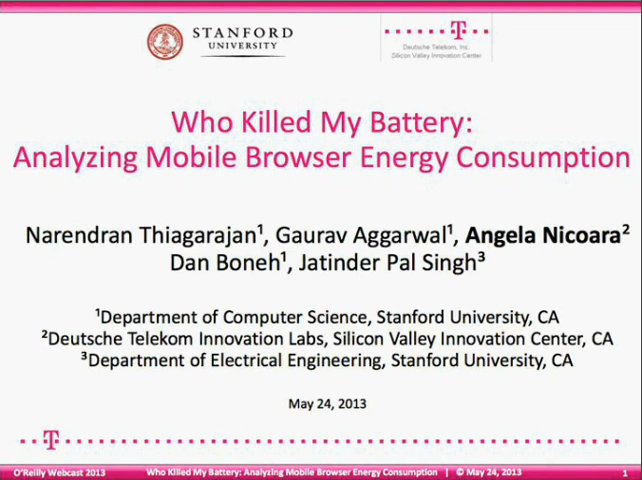 STANFORD
UNIVERSITY
T
Deutsche Telekom, Inc.
Silicon Valley Innovation Center
Who Killed My Battery:
Analyzing Mobile Browser Energy Consumption
Narendran Thiagarajan¹, Gaurav Aggarwal¹, Angela Nicoara²
Dan Boneh¹, Jatinder Pal Singh³
¹Department of Computer Science, Stanford University, CA
²Deutsche Telekom Innovation Labs, Silicon Valley Innovation Center, CA
³Department of Electrical Engineering, Stanford University, CA
May 24, 2013
T
O'Reilly Webcast 2013 Who Killed My Battery: Analyzing Mobile Browser Energy Consumption | © May 24, 2013 1